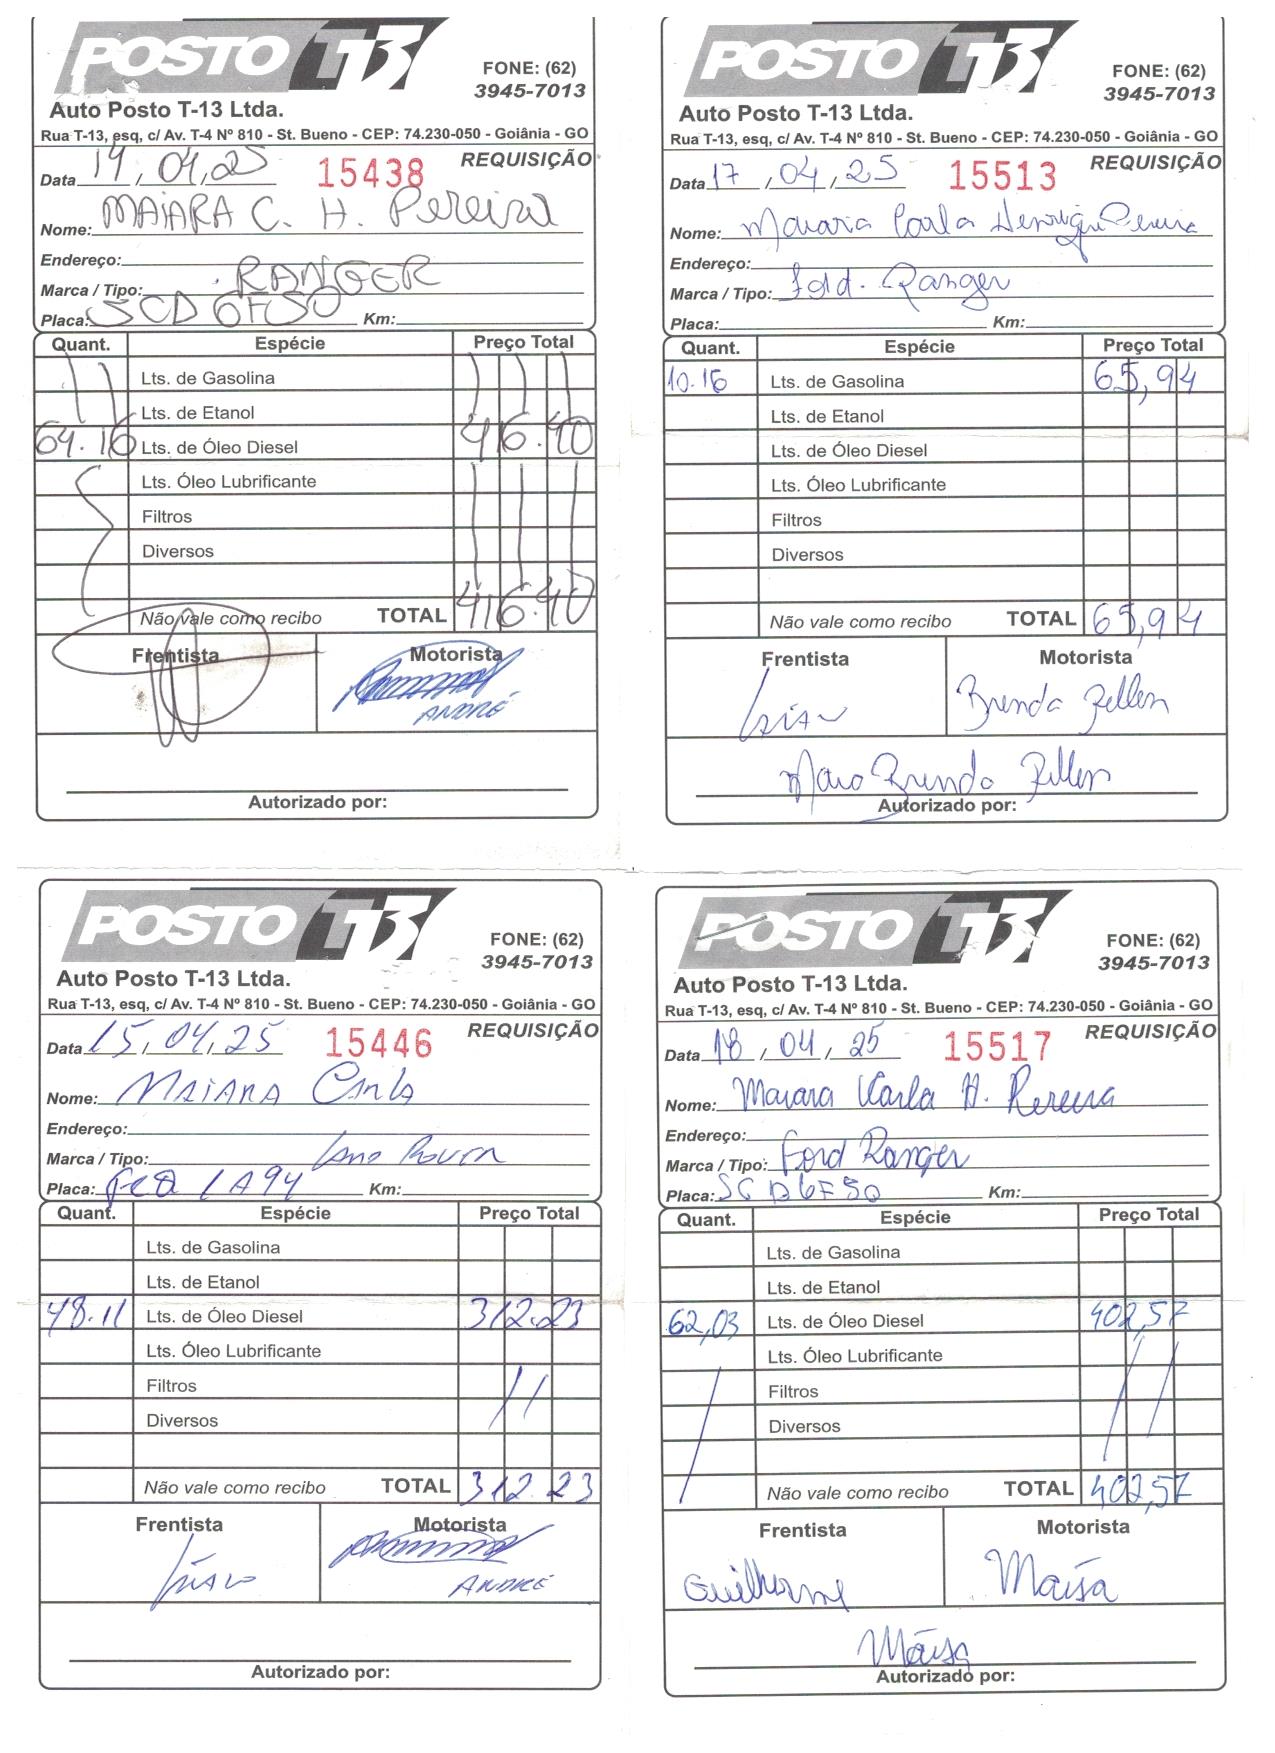 POSTO T-13
FONE: (62)
3945-7013
Auto Posto T-13 Ltda.
Rua T-13, esq, c/ Av. T-4 Nº 810 - St. Bueno - CEP: 74.230-050 - Goiânia - GO
REQUISIÇÃO
Data 14, 04, 25 15438
Nome: MAIARA C. H. Pereira
Endereço:
Marca / Tipo: RANGER
Placa: SCD 6F50 Km:
Quant. Espécie Preço Total
Lts. de Gasolina
Lts. de Etanol
64.16 Lts. de Óleo Diesel 416.40
Lts. Óleo Lubrificante
Filtros
Diversos
Não vale como recibo TOTAL 416.40
Frentista Motorista
ANDRÉ
Autorizado por:
POSTO T-13
FONE: (62)
3945-7013
Auto Posto T-13 Ltda.
Rua T-13, esq, c/ Av. T-4 Nº 810 - St. Bueno - CEP: 74.230-050 - Goiânia - GO
REQUISIÇÃO
Data 17, 04, 25 15513
Nome: Maiara Carla Henrique Pereira
Endereço:
Marca / Tipo: Ford. Ranger
Placa: Km:
Quant. Espécie Preço Total
10.16 Lts. de Gasolina 65,94
Lts. de Etanol
Lts. de Óleo Diesel
Lts. Óleo Lubrificante
Filtros
Diversos
Não vale como recibo TOTAL 65,94
Frentista Motorista
Brenda
Brenda
Autorizado por:
POSTO T-13
FONE: (62)
3945-7013
Auto Posto T-13 Ltda.
Rua T-13, esq, c/ Av. T-4 Nº 810 - St. Bueno - CEP: 74.230-050 - Goiânia - GO
REQUISIÇÃO
Data 15, 04, 25 15446
Nome: MAIARA Carla
Endereço:
Marca / Tipo:
Placa: Km:
Quant. Espécie Preço Total
Lts. de Gasolina
Lts. de Etanol
48.11 Lts. de Óleo Diesel 312.23
Lts. Óleo Lubrificante
Filtros
Diversos
Não vale como recibo TOTAL 312.23
Frentista Motorista
ANDRÉ
Autorizado por:
POSTO T-13
FONE: (62)
3945-7013
Auto Posto T-13 Ltda.
Rua T-13, esq, c/ Av. T-4 Nº 810 - St. Bueno - CEP: 74.230-050 - Goiânia - GO
REQUISIÇÃO
Data 18, 04, 25 15517
Nome: Maiara Karla H. Pereira
Endereço:
Marca / Tipo: Ford Ranger
Placa: SCD6F50 Km:
Quant. Espécie Preço Total
Lts. de Gasolina
Lts. de Etanol
62,03 Lts. de Óleo Diesel 402,57
Lts. Óleo Lubrificante
Filtros
Diversos
Não vale como recibo TOTAL 402,57
Frentista Motorista
Guilherme Maísa
Maísa
Autorizado por: